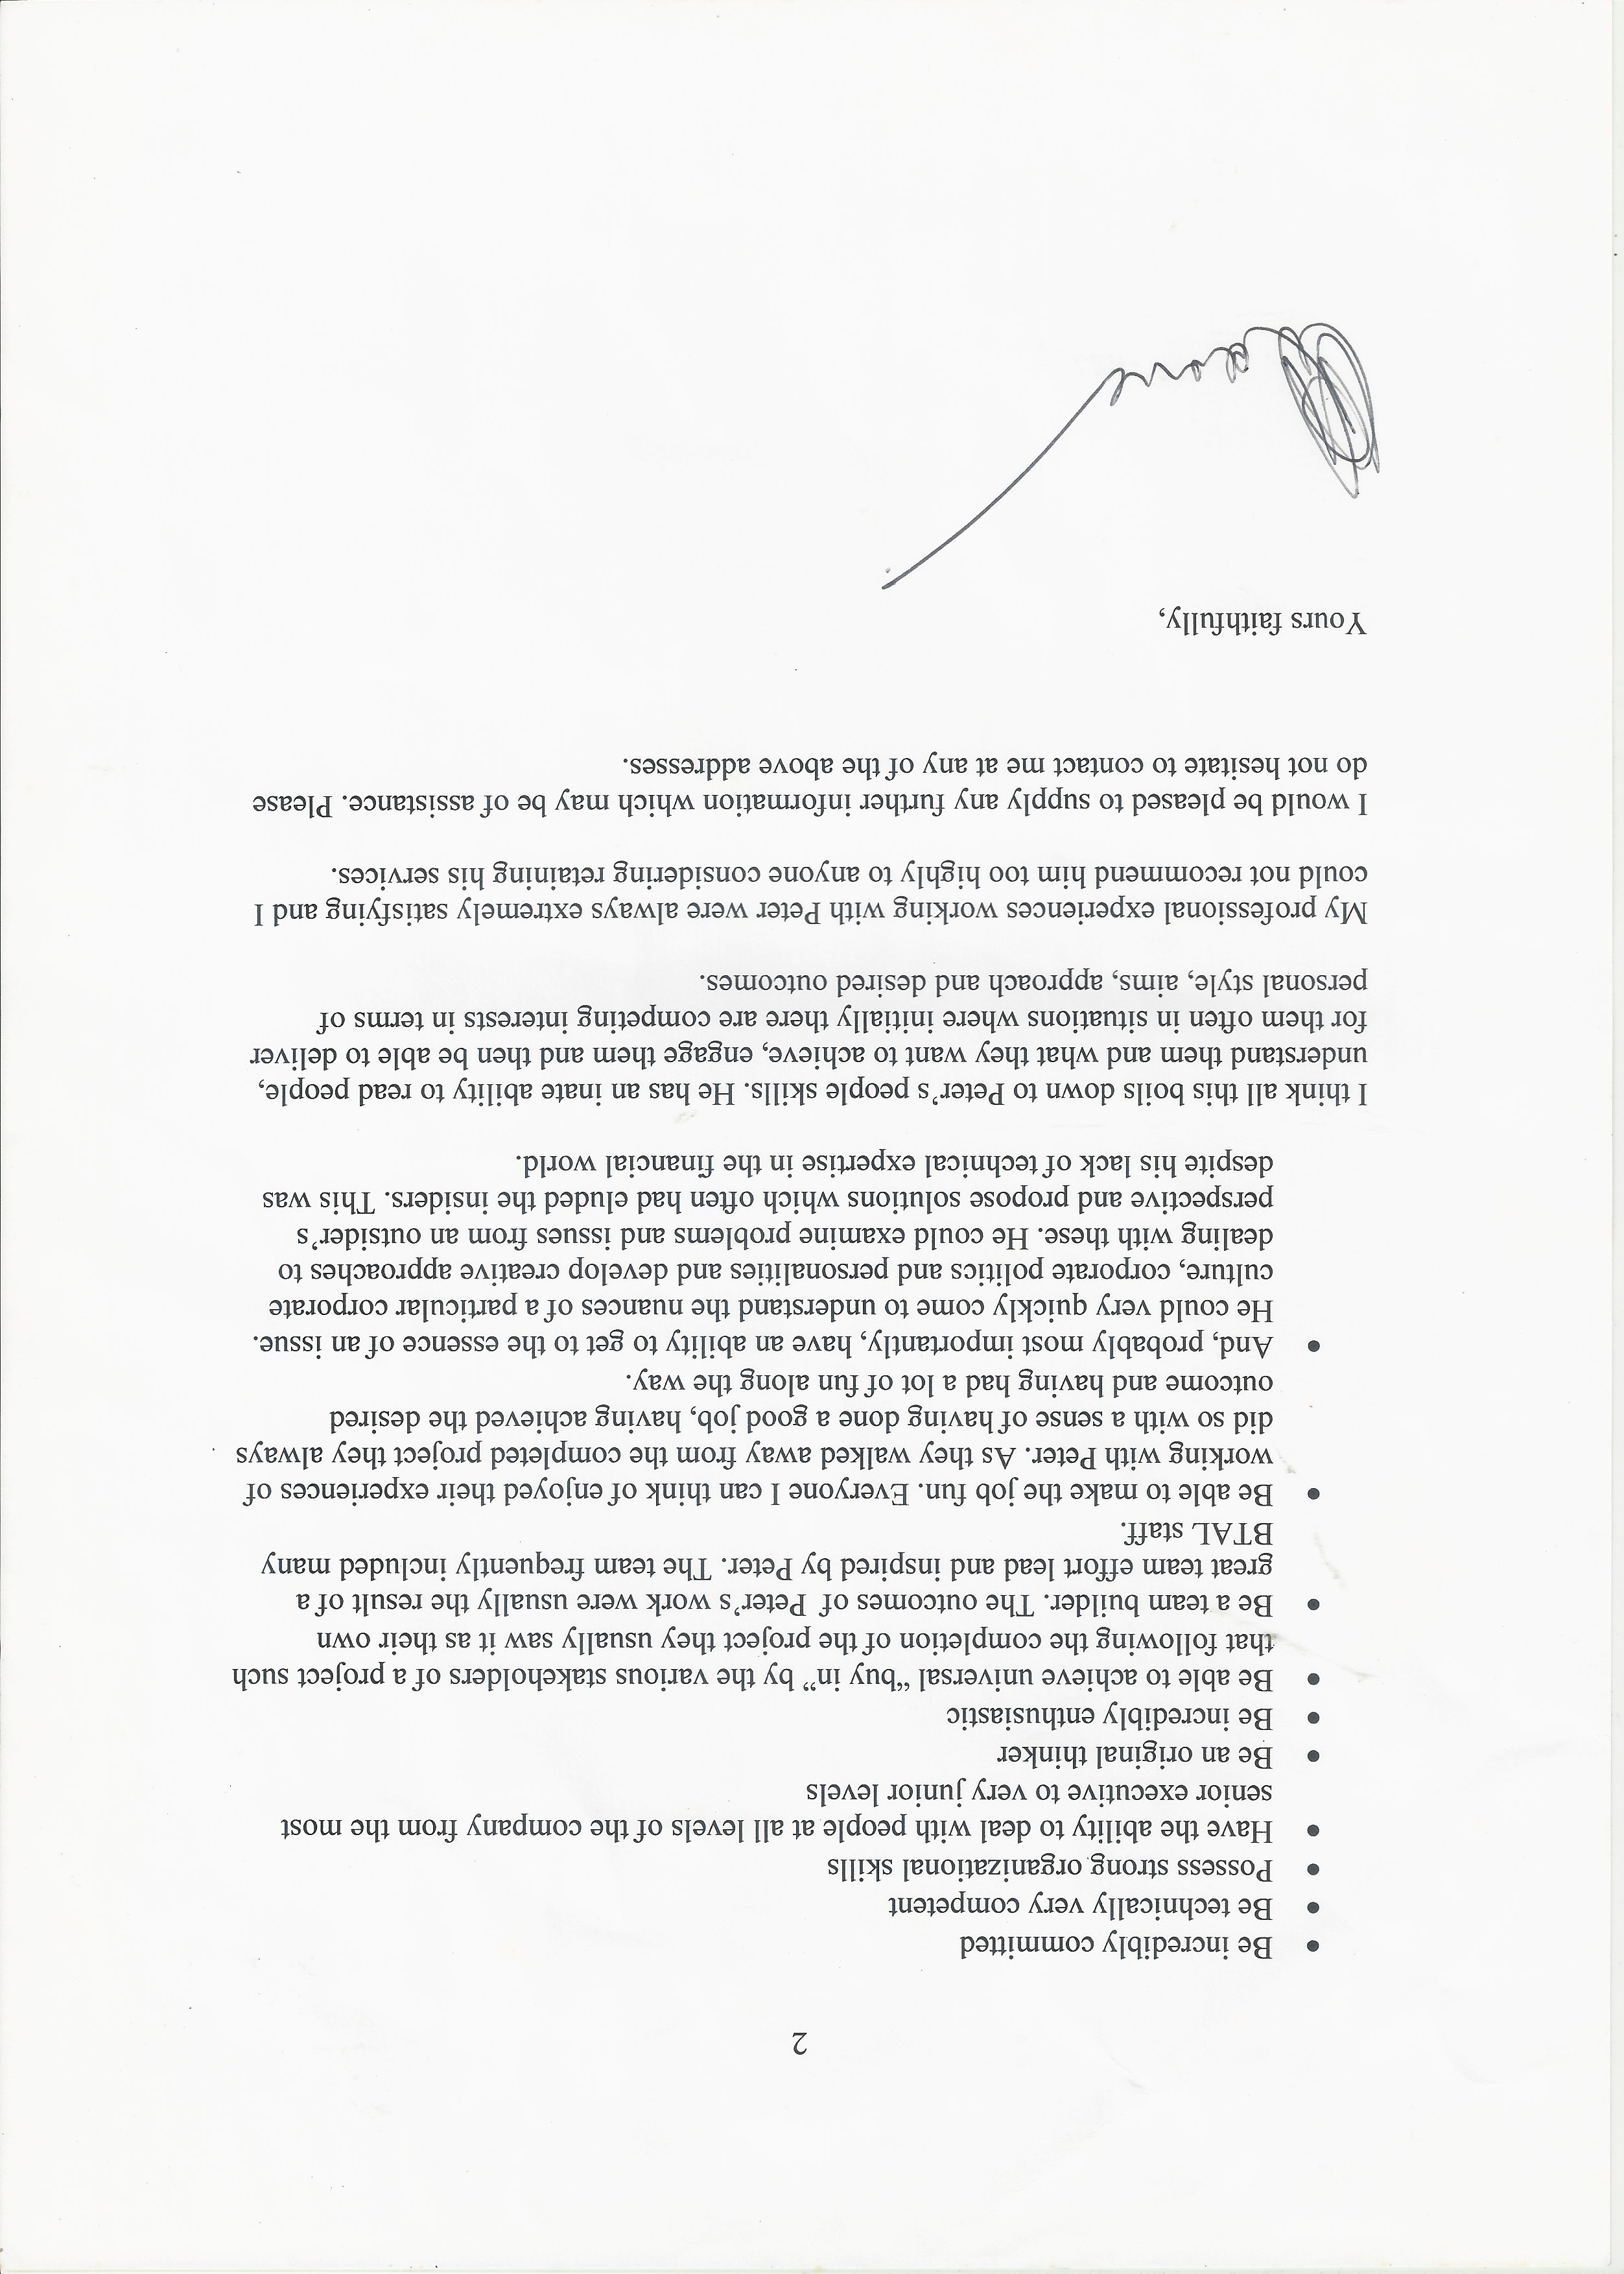 2
• Be incredibly committed
• Be technically very competent
• Possess strong organizational skills
• Have the ability to deal with people at all levels of the company from the most
senior executive to very junior levels
• Be an original thinker
• Be incredibly enthusiastic
• Be able to achieve universal “buy in” by the various stakeholders of a project such
that following the completion of the project they usually saw it as their own
• Be a team builder. The outcomes of Peter’s work were usually the result of a
great team effort lead and inspired by Peter. The team frequently included many
BTAL staff.
• Be able to make the job fun. Everyone I can think of enjoyed their experiences of
working with Peter. As they walked away from the completed project they always
did so with a sense of having done a good job, having achieved the desired
outcome and having had a lot of fun along the way.
• And, probably most importantly, have an ability to get to the essence of an issue.
He could very quickly come to understand the nuances of a particular corporate
culture, corporate politics and personalities and develop creative approaches to
dealing with these. He could examine problems and issues from an outsider’s
perspective and propose solutions which often had eluded the insiders. This was
despite his lack of technical expertise in the financial world.
I think all this boils down to Peter’s people skills. He has an inate ability to read people,
understand them and what they want to achieve, engage them and then be able to deliver
for them often in situations where initially there are competing interests in terms of
personal style, aims, approach and desired outcomes.
My professional experiences working with Peter were always extremely satisfying and I
could not recommend him too highly to anyone considering retaining his services.
I would be pleased to supply any further information which may be of assistance. Please
do not hesitate to contact me at any of the above addresses.
Yours faithfully,